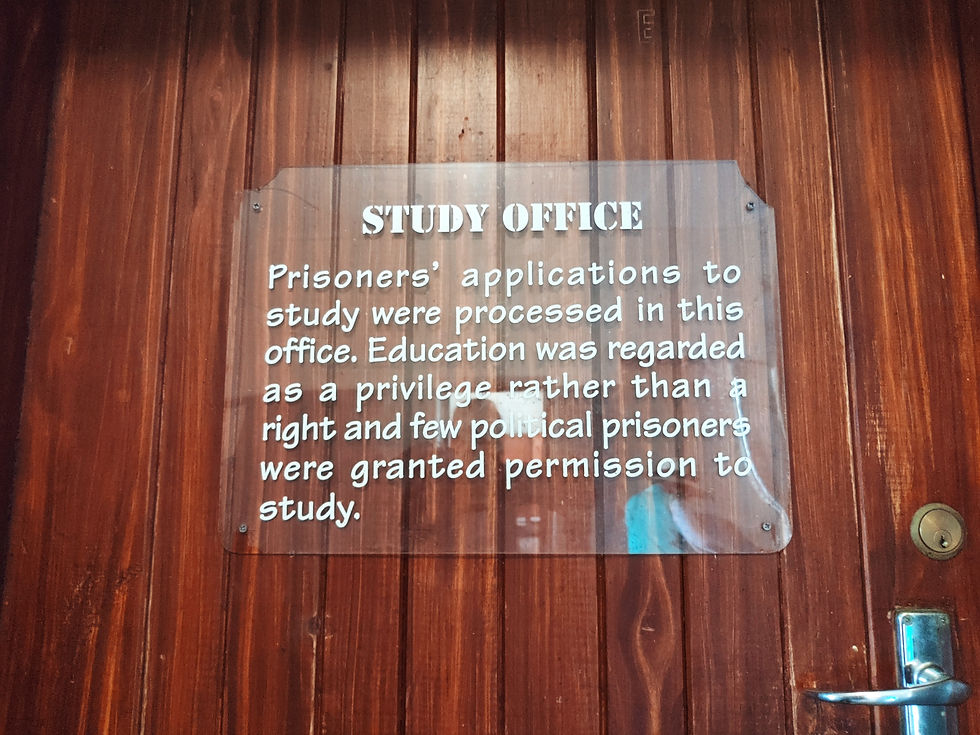 STUDY OFFICE
Prisoners' applications to
study were processed in this
office. Education was regarded
as a privilege rather than a
right and few political prisoners
were granted permission to
study.